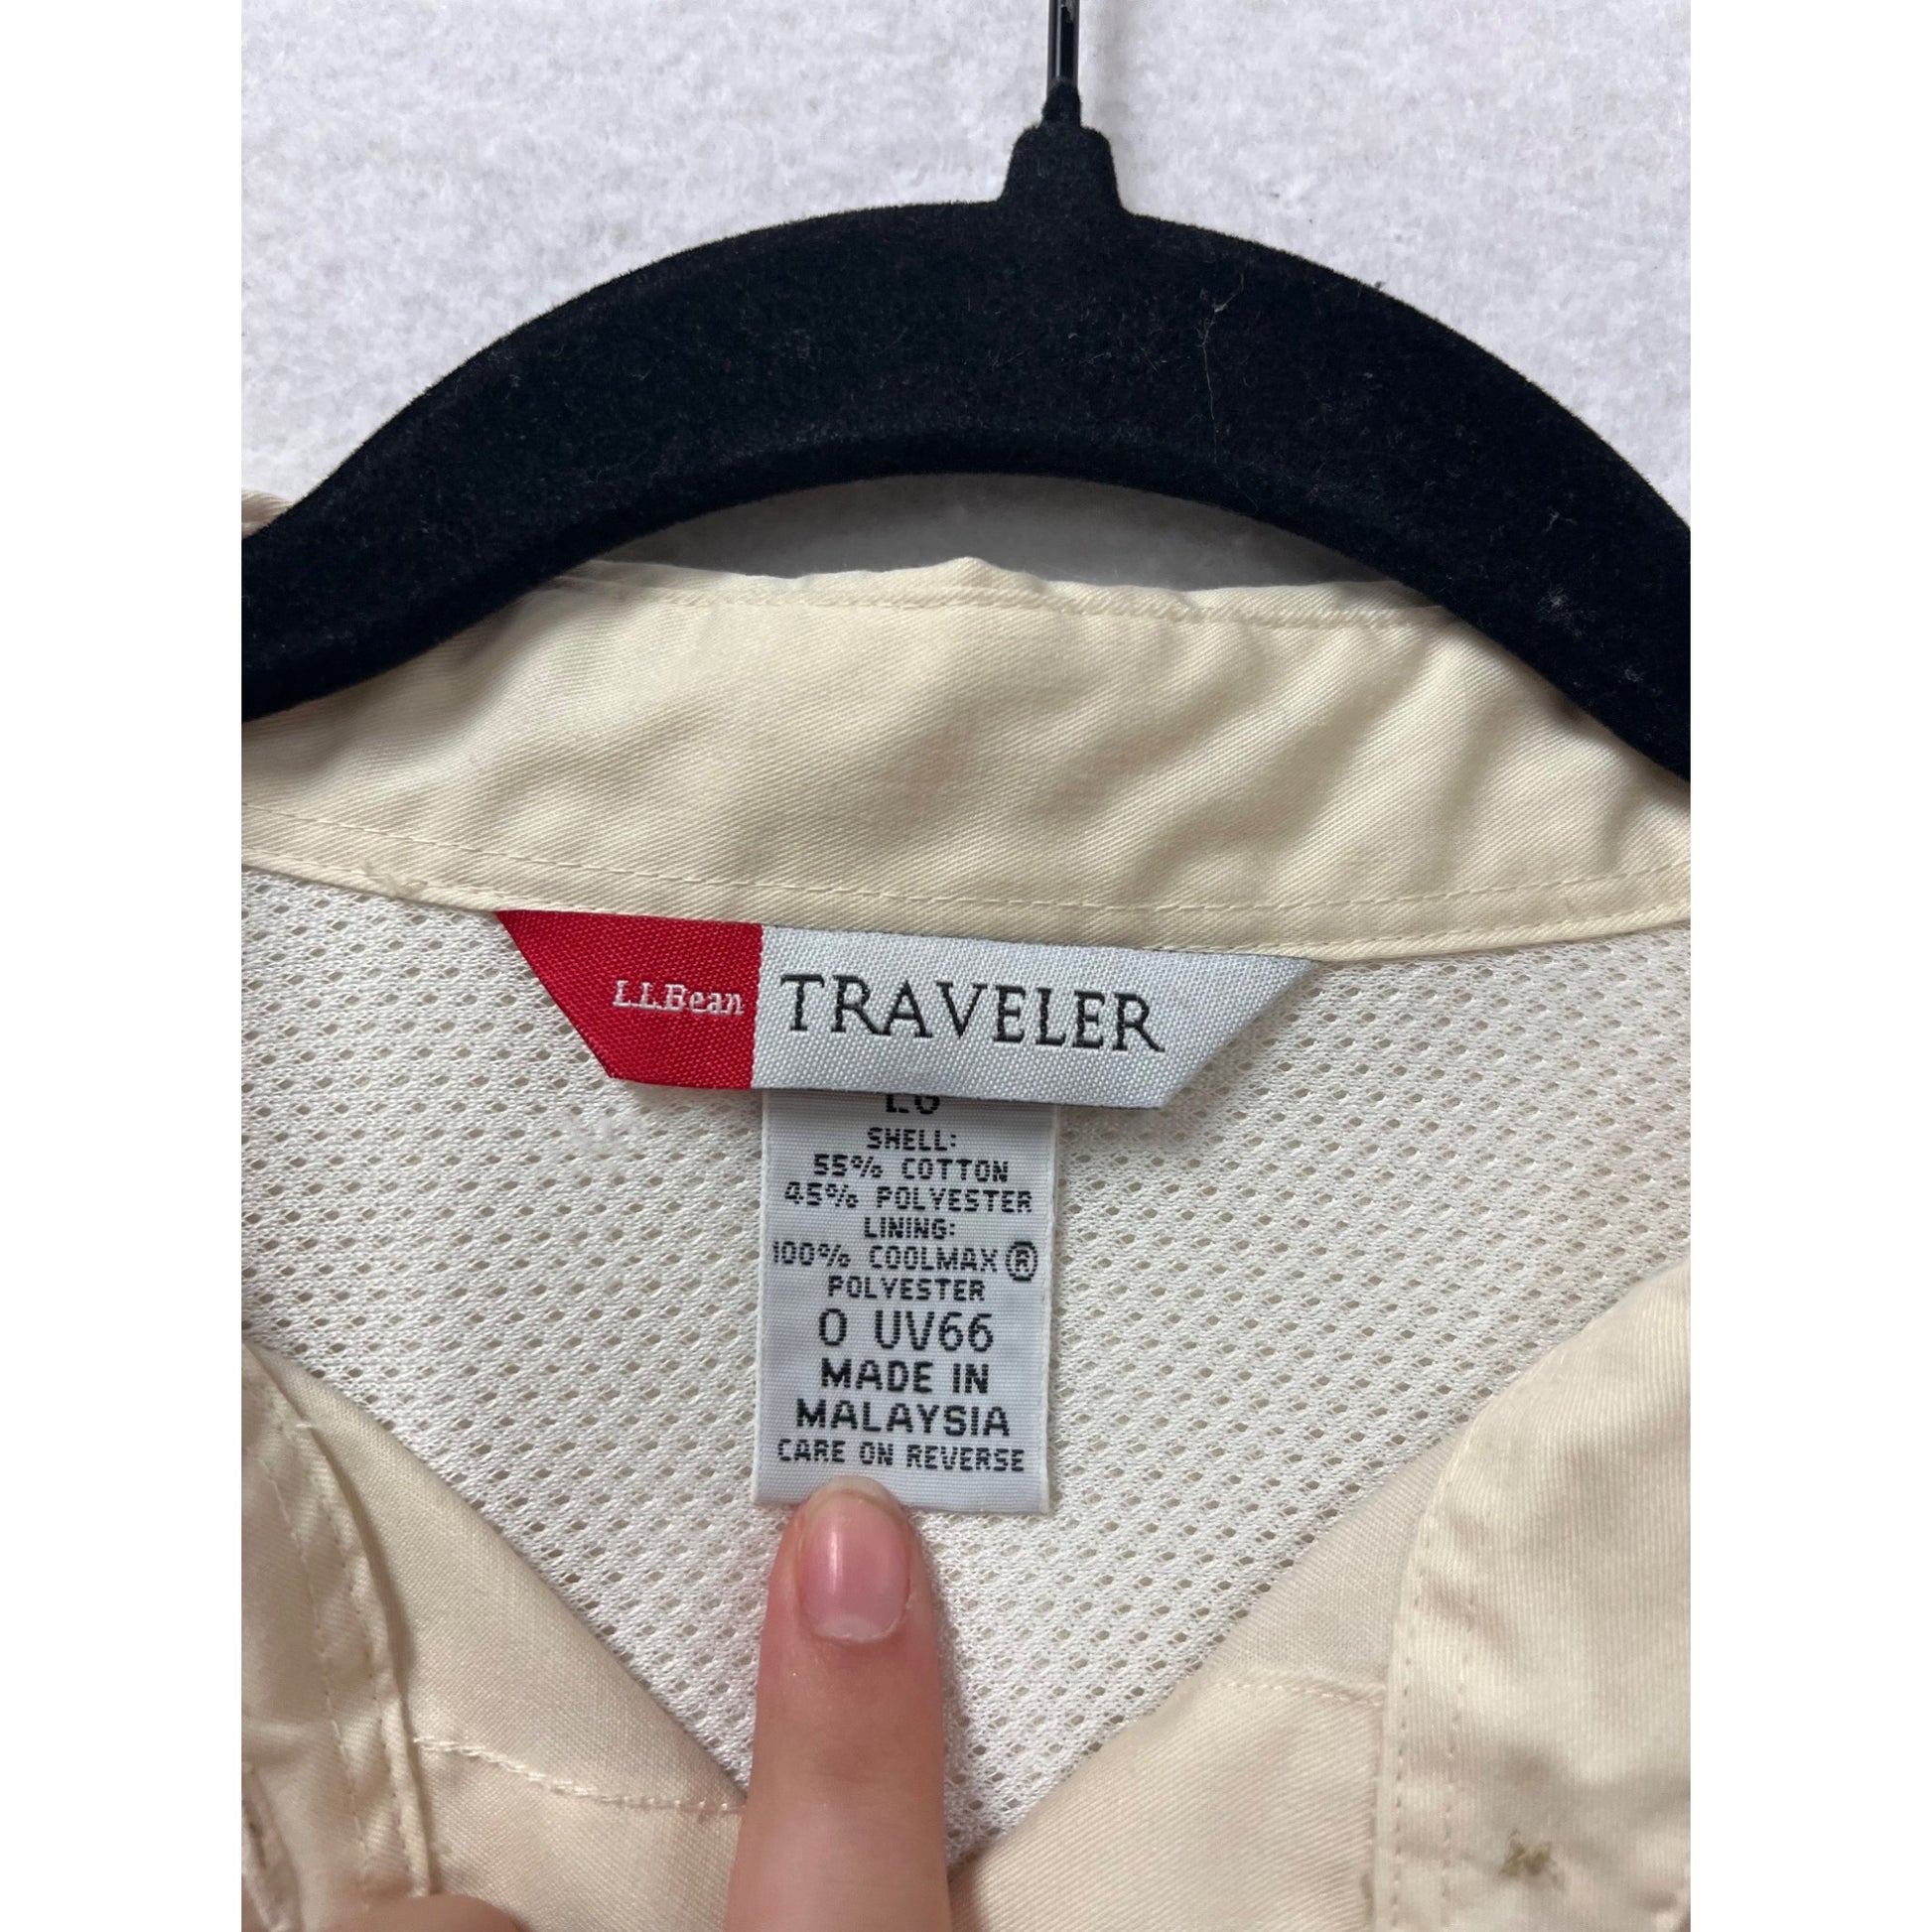 L.L.Bean TRAVELER
LG
SHELL:
55% COTTON
45% POLYESTER
LINING:
100% COOLMAX®
POLYESTER
0 UV66
MADE IN
MALAYSIA
CARE ON REVERSE